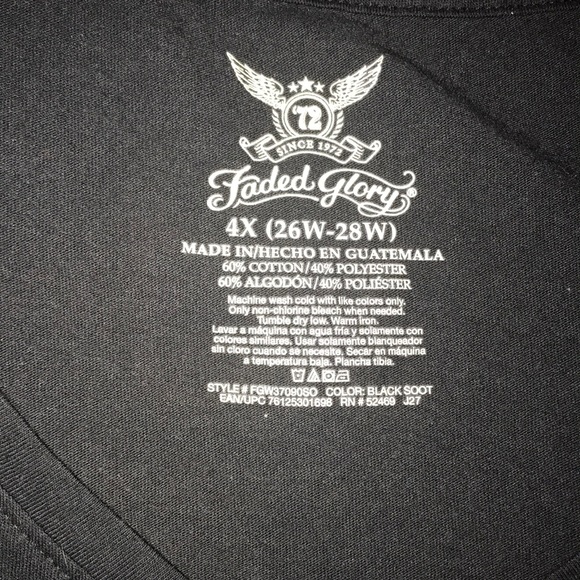 '72
SINCE 1972
Faded Glory®
4X (26W-28W)
MADE IN/HECHO EN GUATEMALA
60% COTTON/40% POLYESTER
60% ALGODÓN/40% POLIÉSTER
Machine wash cold with like colors only.
Only non-chlorine bleach when needed.
Tumble dry low. Warm iron.
Lavar a máquina con agua fría y solamente con
colores similares. Usar solamente blanqueador
sin cloro cuando se necesite. Secar en máquina
a temperatura baja. Plancha tibia.
STYLE # FGW37090SO COLOR: BLACK SOOT
EAN/UPC 76125301698 RN # 52469 J27